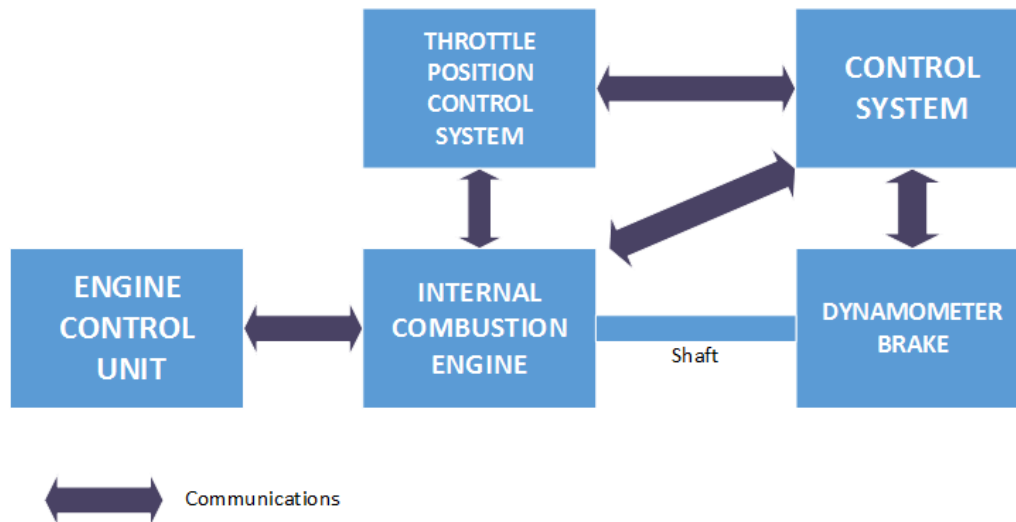 THROTTLE
POSITION
CONTROL
SYSTEM
CONTROL
SYSTEM
ENGINE
CONTROL
UNIT
INTERNAL
COMBUSTION
ENGINE
Shaft
DYNAMOMETER
BRAKE
Communications